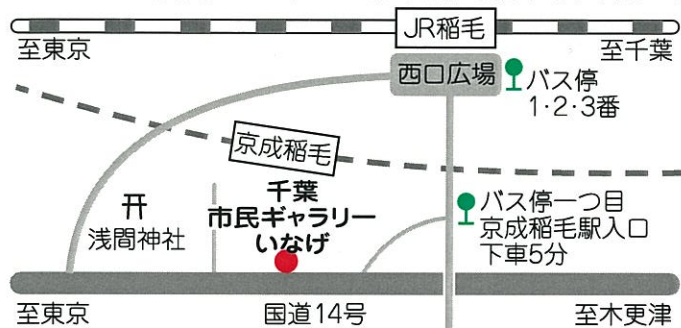 JR稲毛
至東京
至千葉
西口広場
バス停
1・2・3番
京成稲毛
千葉
市民ギャラリー
いなげ
浅間神社
バス停一つ目
京成稲毛駅入口
下車5分
至東京
国道14号
至木更津